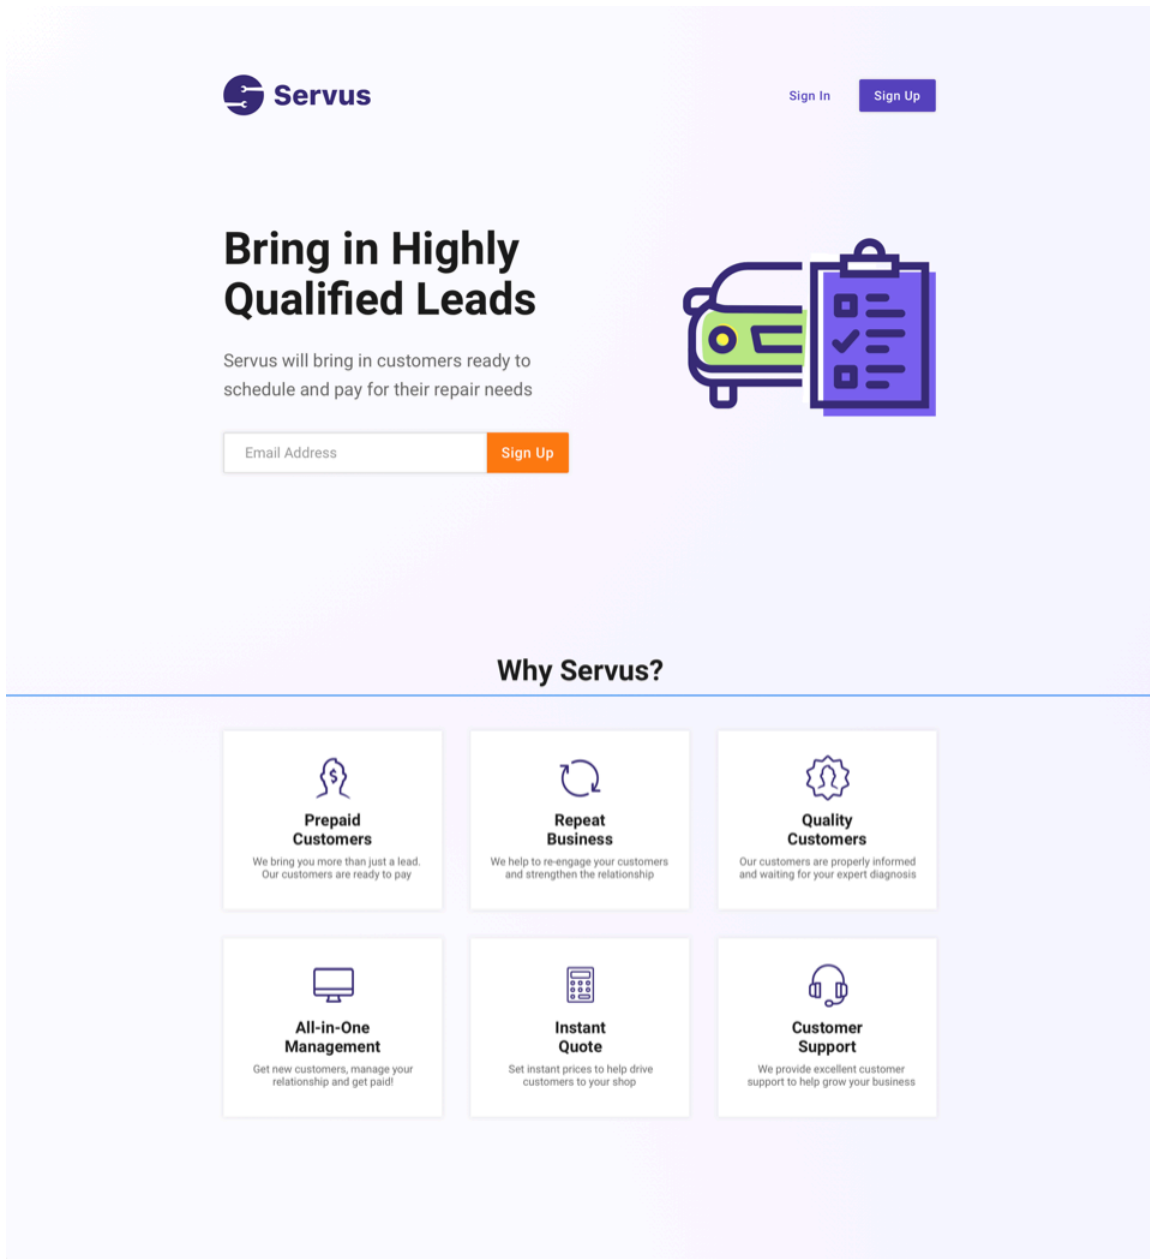 Servus
Sign In
Sign Up
Bring in Highly
Qualified Leads
Servus will bring in customers ready to
schedule and pay for their repair needs
Email Address
Sign Up
Why Servus?
Prepaid
Customers
We bring you more than just a lead.
Our customers are ready to pay
Repeat
Business
We help to re-engage your customers
and strengthen the relationship
Quality
Customers
Our customers are properly informed
and waiting for your expert diagnosis
All-in-One
Management
Get new customers, manage your
relationship and get paid!
Instant
Quote
Set instant prices to help drive
customers to your shop
Customer
Support
We provide excellent customer
support to help grow your business